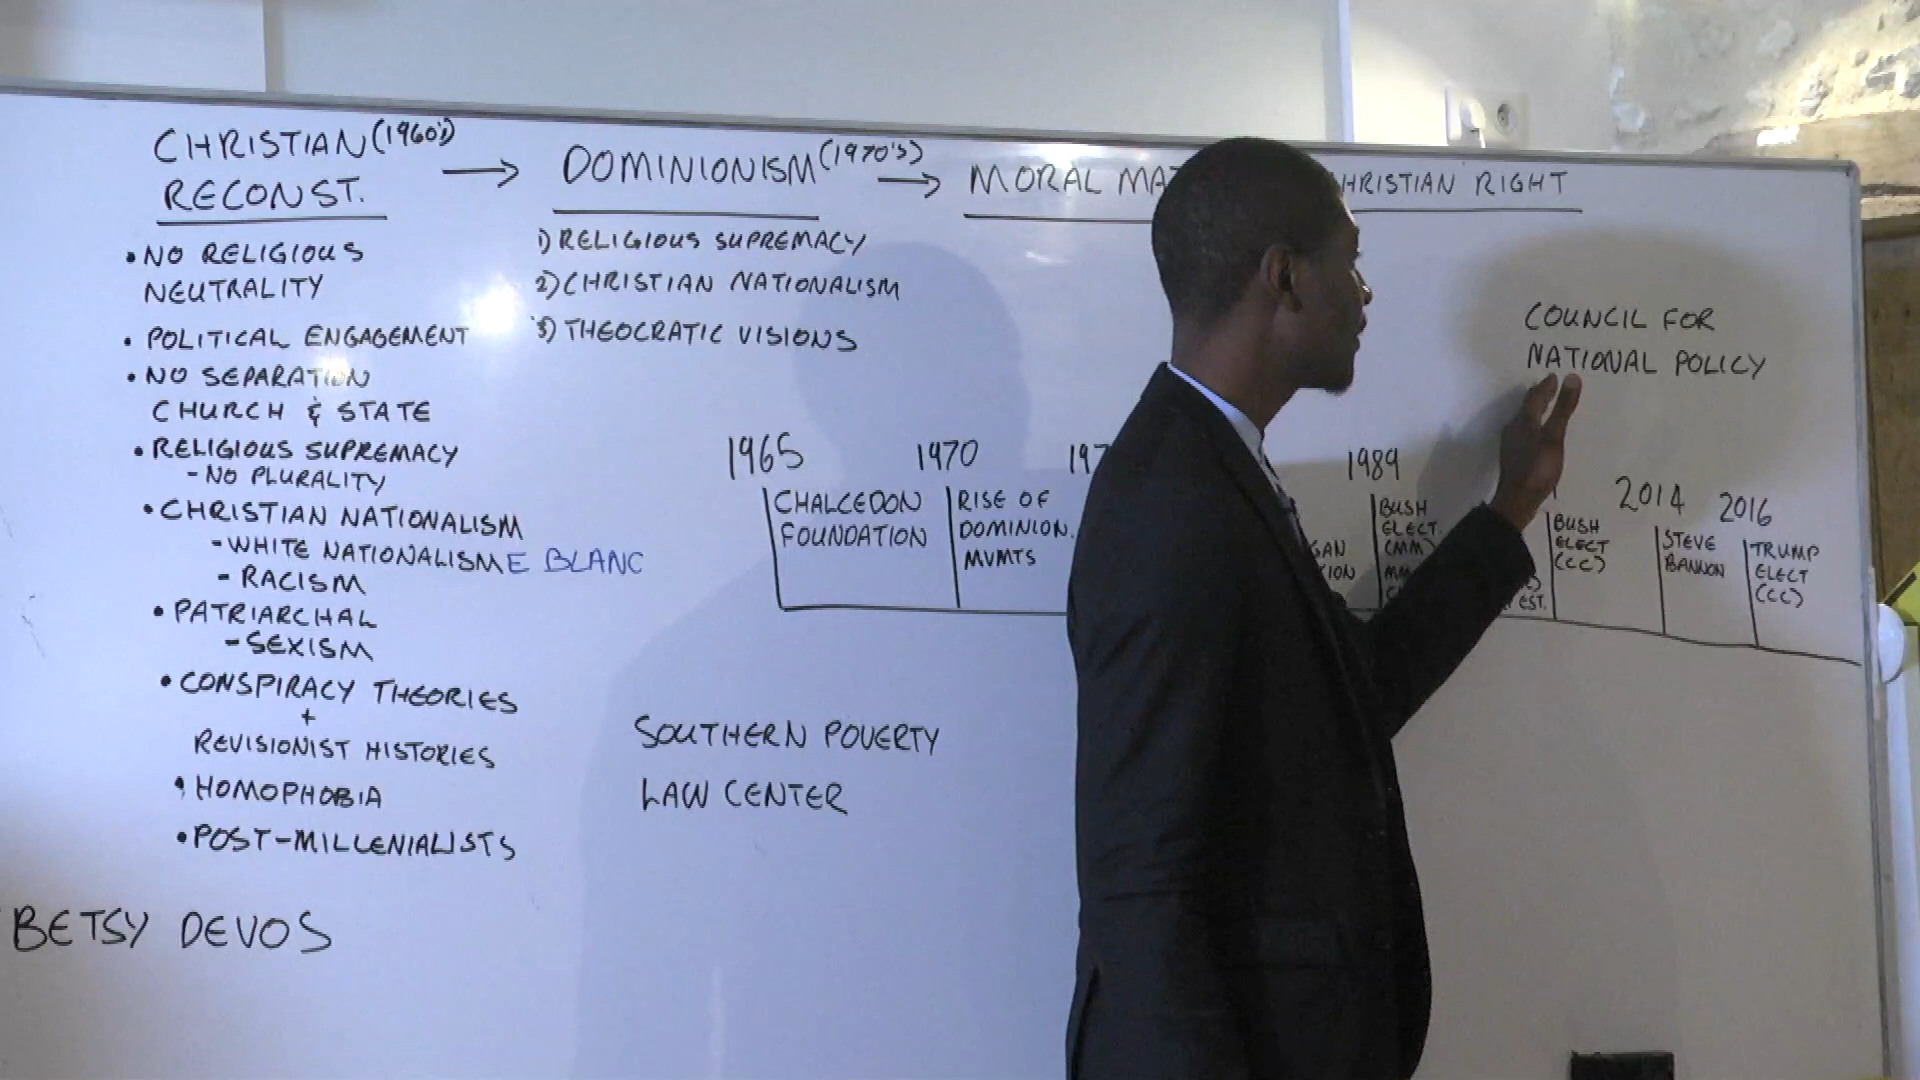 CHRISTIAN (1960's)
RECONST.
• NO RELIGIOUS
NEUTRALITY
• POLITICAL ENGAGEMENT
• NO SEPARATION
CHURCH & STATE
• RELIGIOUS SUPREMACY
- NO PLURALITY
• CHRISTIAN NATIONALISM
- WHITE NATIONALISM E BLANC
- RACISM
• PATRIARCHAL
- SEXISM
• CONSPIRACY THEORIES
+
REVISIONIST HISTORIES
• HOMOPHOBIA
• POST-MILLENIALISTS
BETSY DEVOS
→ DOMINIONISM (1970's)
1) RELIGIOUS SUPREMACY
2) CHRISTIAN NATIONALISM
3) THEOCRATIC VISIONS
→ MORAL
CHRISTIAN RIGHT
COUNCIL FOR
NATIONAL POLICY
1965
CHALCEDON
FOUNDATION
1970
RISE OF
DOMINION.
MVMTS
1989
BUSH
ELECT.
(MM)
BUSH
ELECT
(CC)
2014
STEVE
BANNON
2016
TRUMP
ELECT
(CC)
EST.
SOUTHERN POVERTY
LAW CENTER